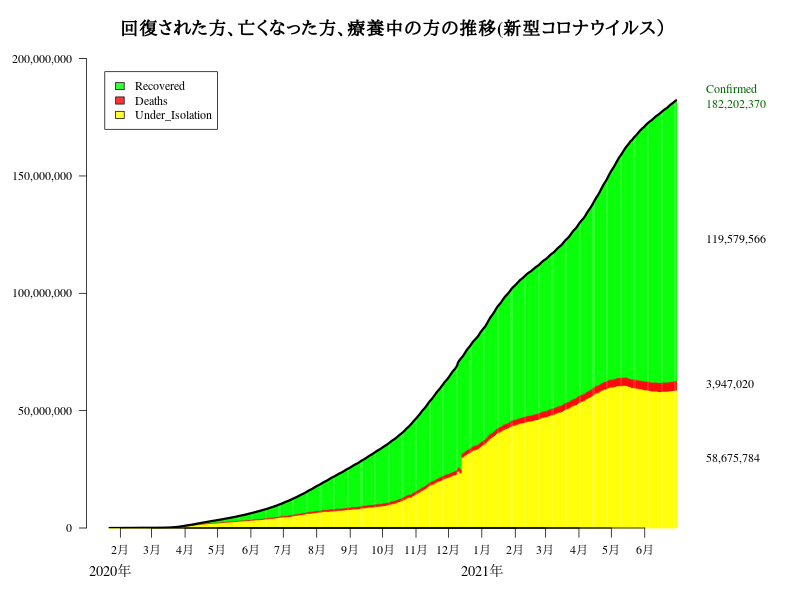 回復された方、亡くなった方、療養中の方の推移(新型コロナウイルス）
200,000,000
150,000,000
100,000,000
50,000,000
0
Recovered
Deaths
Under_Isolation
Confirmed
182,202,370
119,579,566
3,947,020
58,675,784
2月 3月 4月 5月 6月 7月 8月 9月 10月 11月 12月 1月 2月 3月 4月 5月 6月
2020年 2021年